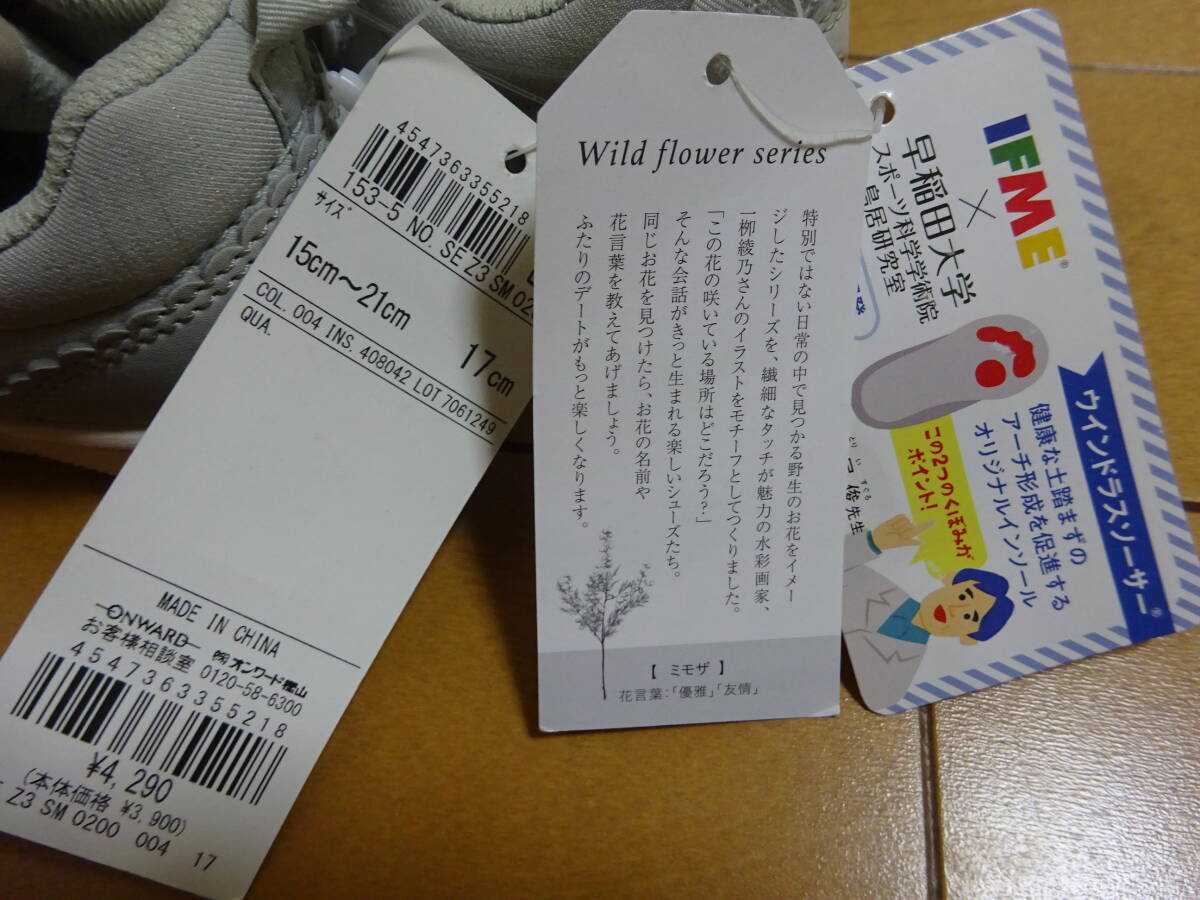 4547363355218
153-5 NO. SE Z3 SM 02
サイズ
15cm～21cm
17cm
COL. 004 INS. 408042 LOT 7061249
QUA.
MADE IN CHINA
ONWARD ㈱オンワード樫山
お客様相談室 0120-58-6300
4547363355218
¥4,290
(本体価格 ¥3,900)
Z3 SM 0200 004 17
Wild flower series
特別ではない日常の中で見つかる野生のお花をイメー
ジしたシリーズを、繊細なタッチが魅力の水彩画家、
一柳綾乃さんのイラストをモチーフとしてつくりました。
「この花の咲いている場所はどこだろう？」
そんな会話がきっと生まれる楽しいシューズたち。
同じお花を見つけたら、お花の名前や
花言葉を教えてあげましょう。
ふたりのデートがもっと楽しくなります。
【 ミモザ 】
花言葉：「優雅」「友情」
IFME®
×
早稲田大学
スポーツ科学学術院
鳥居研究室
ウインドラスソーサー®
健康な土踏まずの
アーチ形成を促進する
オリジナルインソール
この2つのくぼみが
ポイント!
とりい すぐる
俊先生